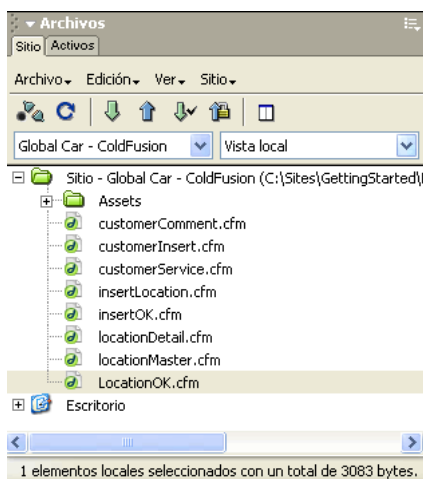 Archivos
Sitio Activos
Archivo Edición Ver Sitio
Global Car - ColdFusion Vista local
Sitio - Global Car - ColdFusion (C:\Sites\GettingStarted\
Assets
customerComment.cfm
customerInsert.cfm
customerService.cfm
insertLocation.cfm
insertOK.cfm
locationDetail.cfm
locationMaster.cfm
LocationOK.cfm
Escritorio
1 elementos locales seleccionados con un total de 3083 bytes.